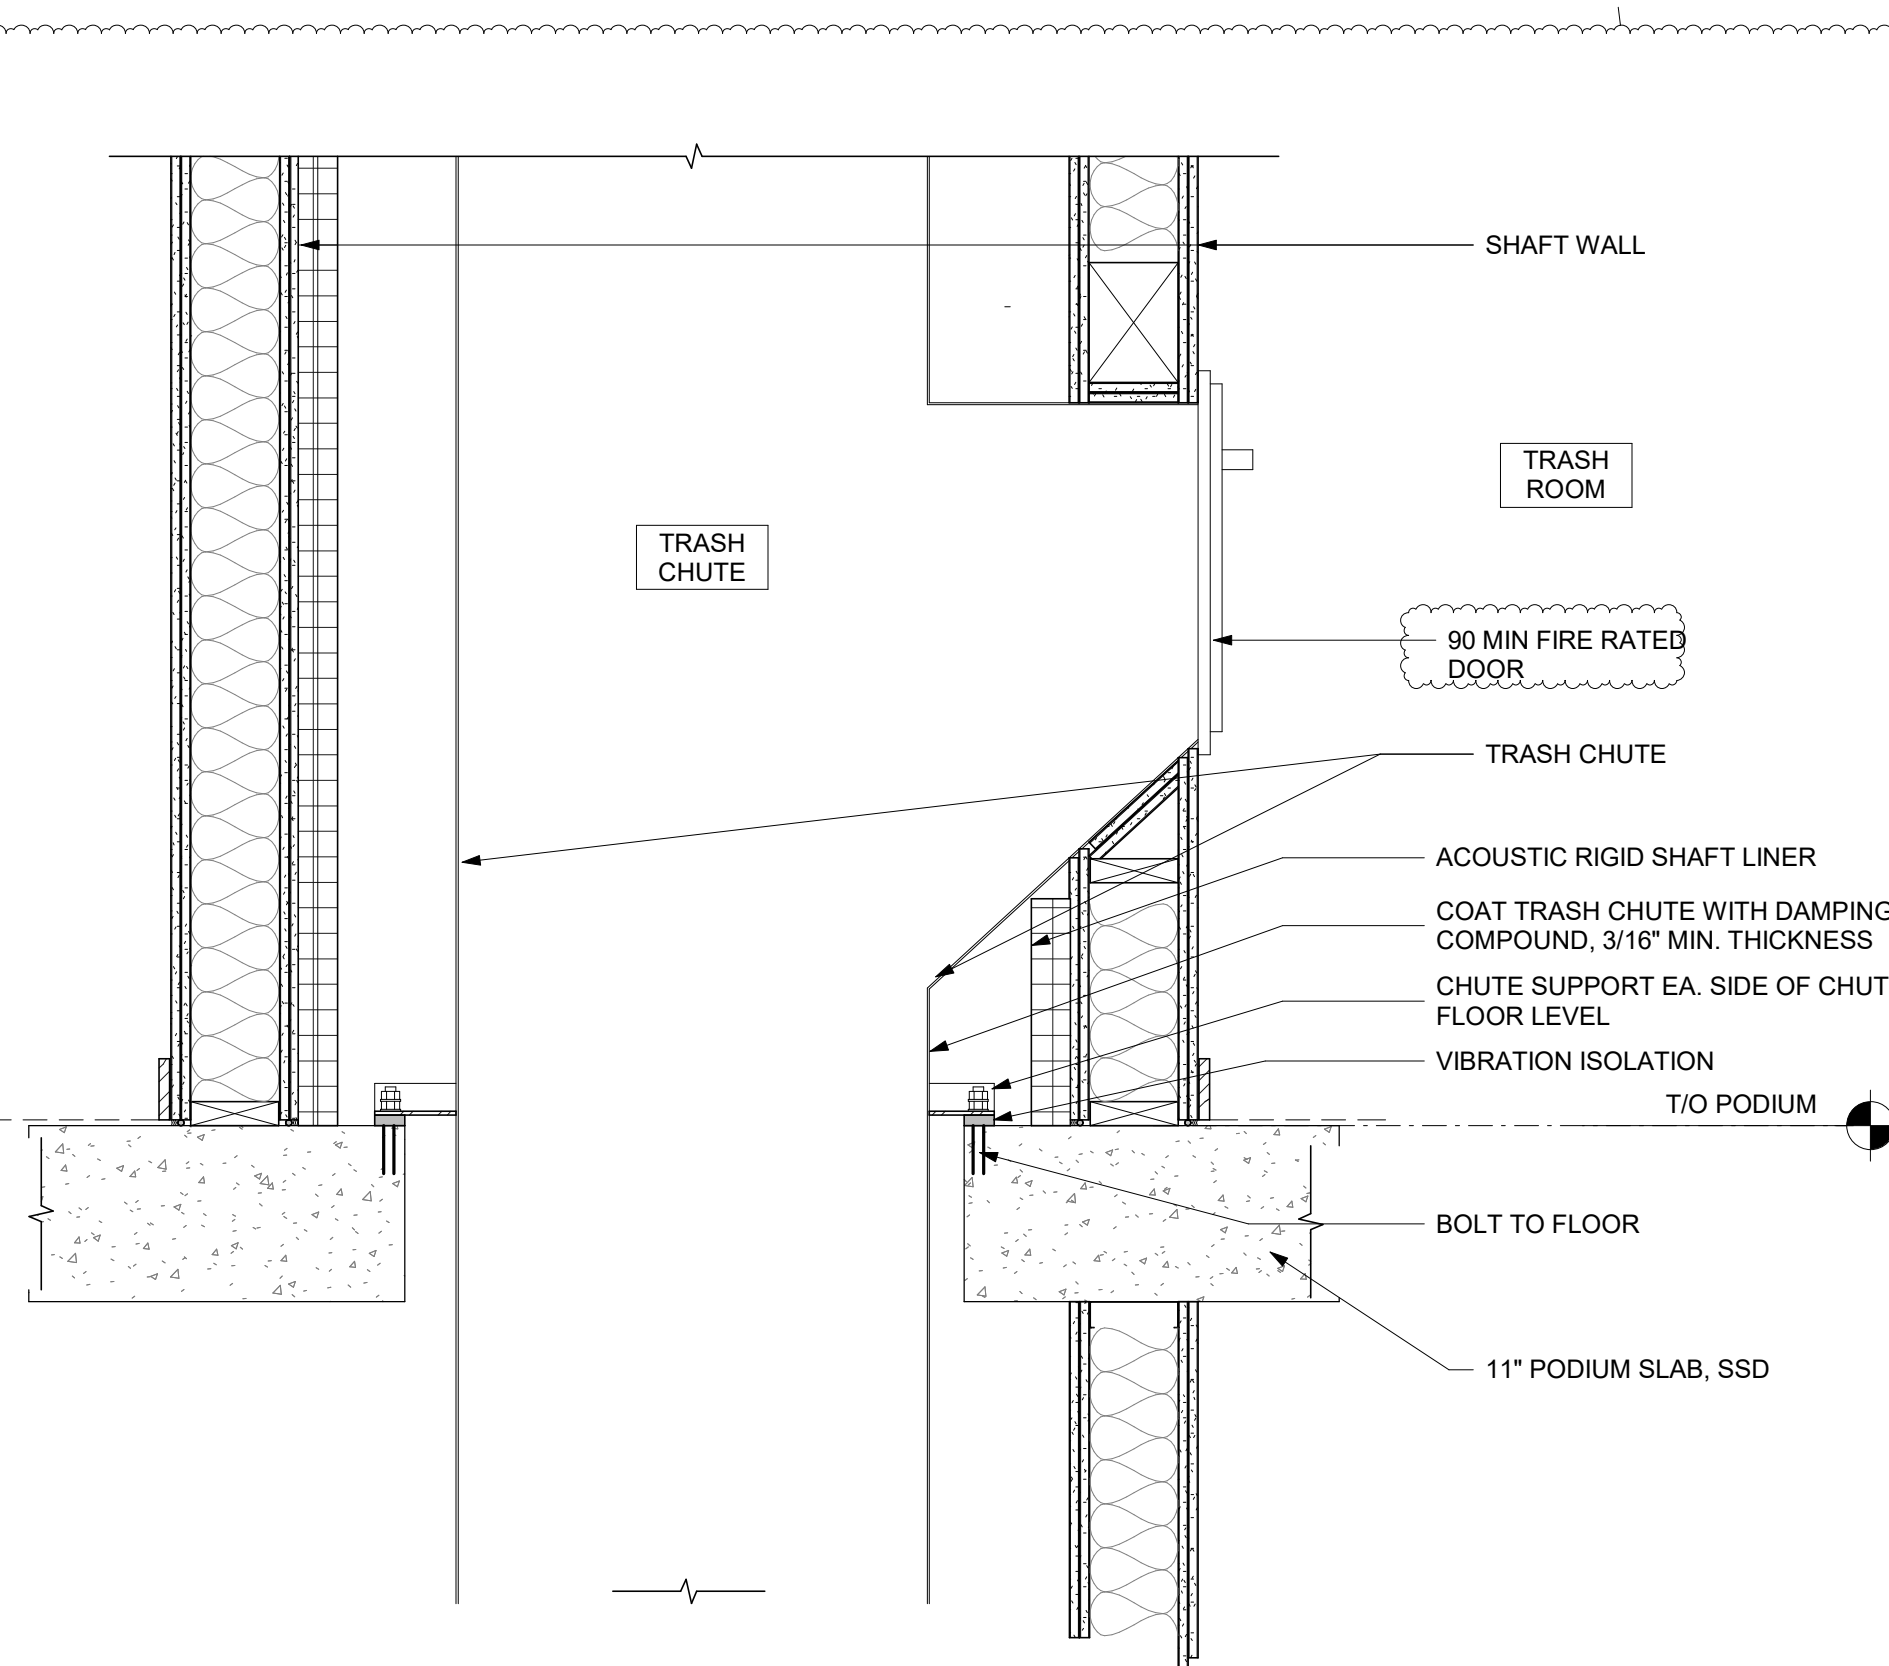 SHAFT WALL
TRASH
ROOM
TRASH
CHUTE
90 MIN FIRE RATED
DOOR
TRASH CHUTE
ACOUSTIC RIGID SHAFT LINER
COAT TRASH CHUTE WITH DAMPING
COMPOUND, 3/16" MIN. THICKNESS
CHUTE SUPPORT EA. SIDE OF CHUT
FLOOR LEVEL
VIBRATION ISOLATION
T/O PODIUM
BOLT TO FLOOR
11" PODIUM SLAB, SSD